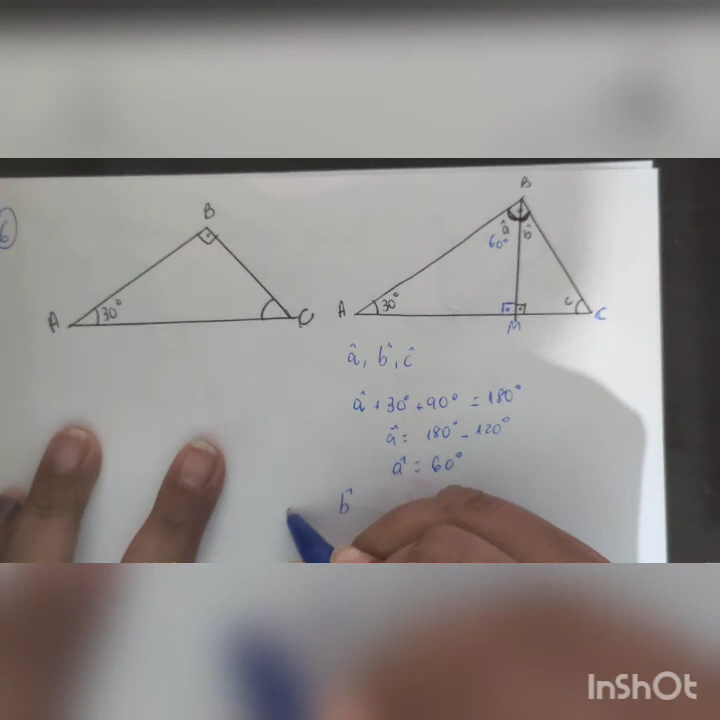 6
B
A 30° C
B
â b̂
60°
A 30° c C
M
â, b̂, ĉ
â + 30° + 90° = 180°
â = 180° - 120°
â = 60°
b̂
InShOt